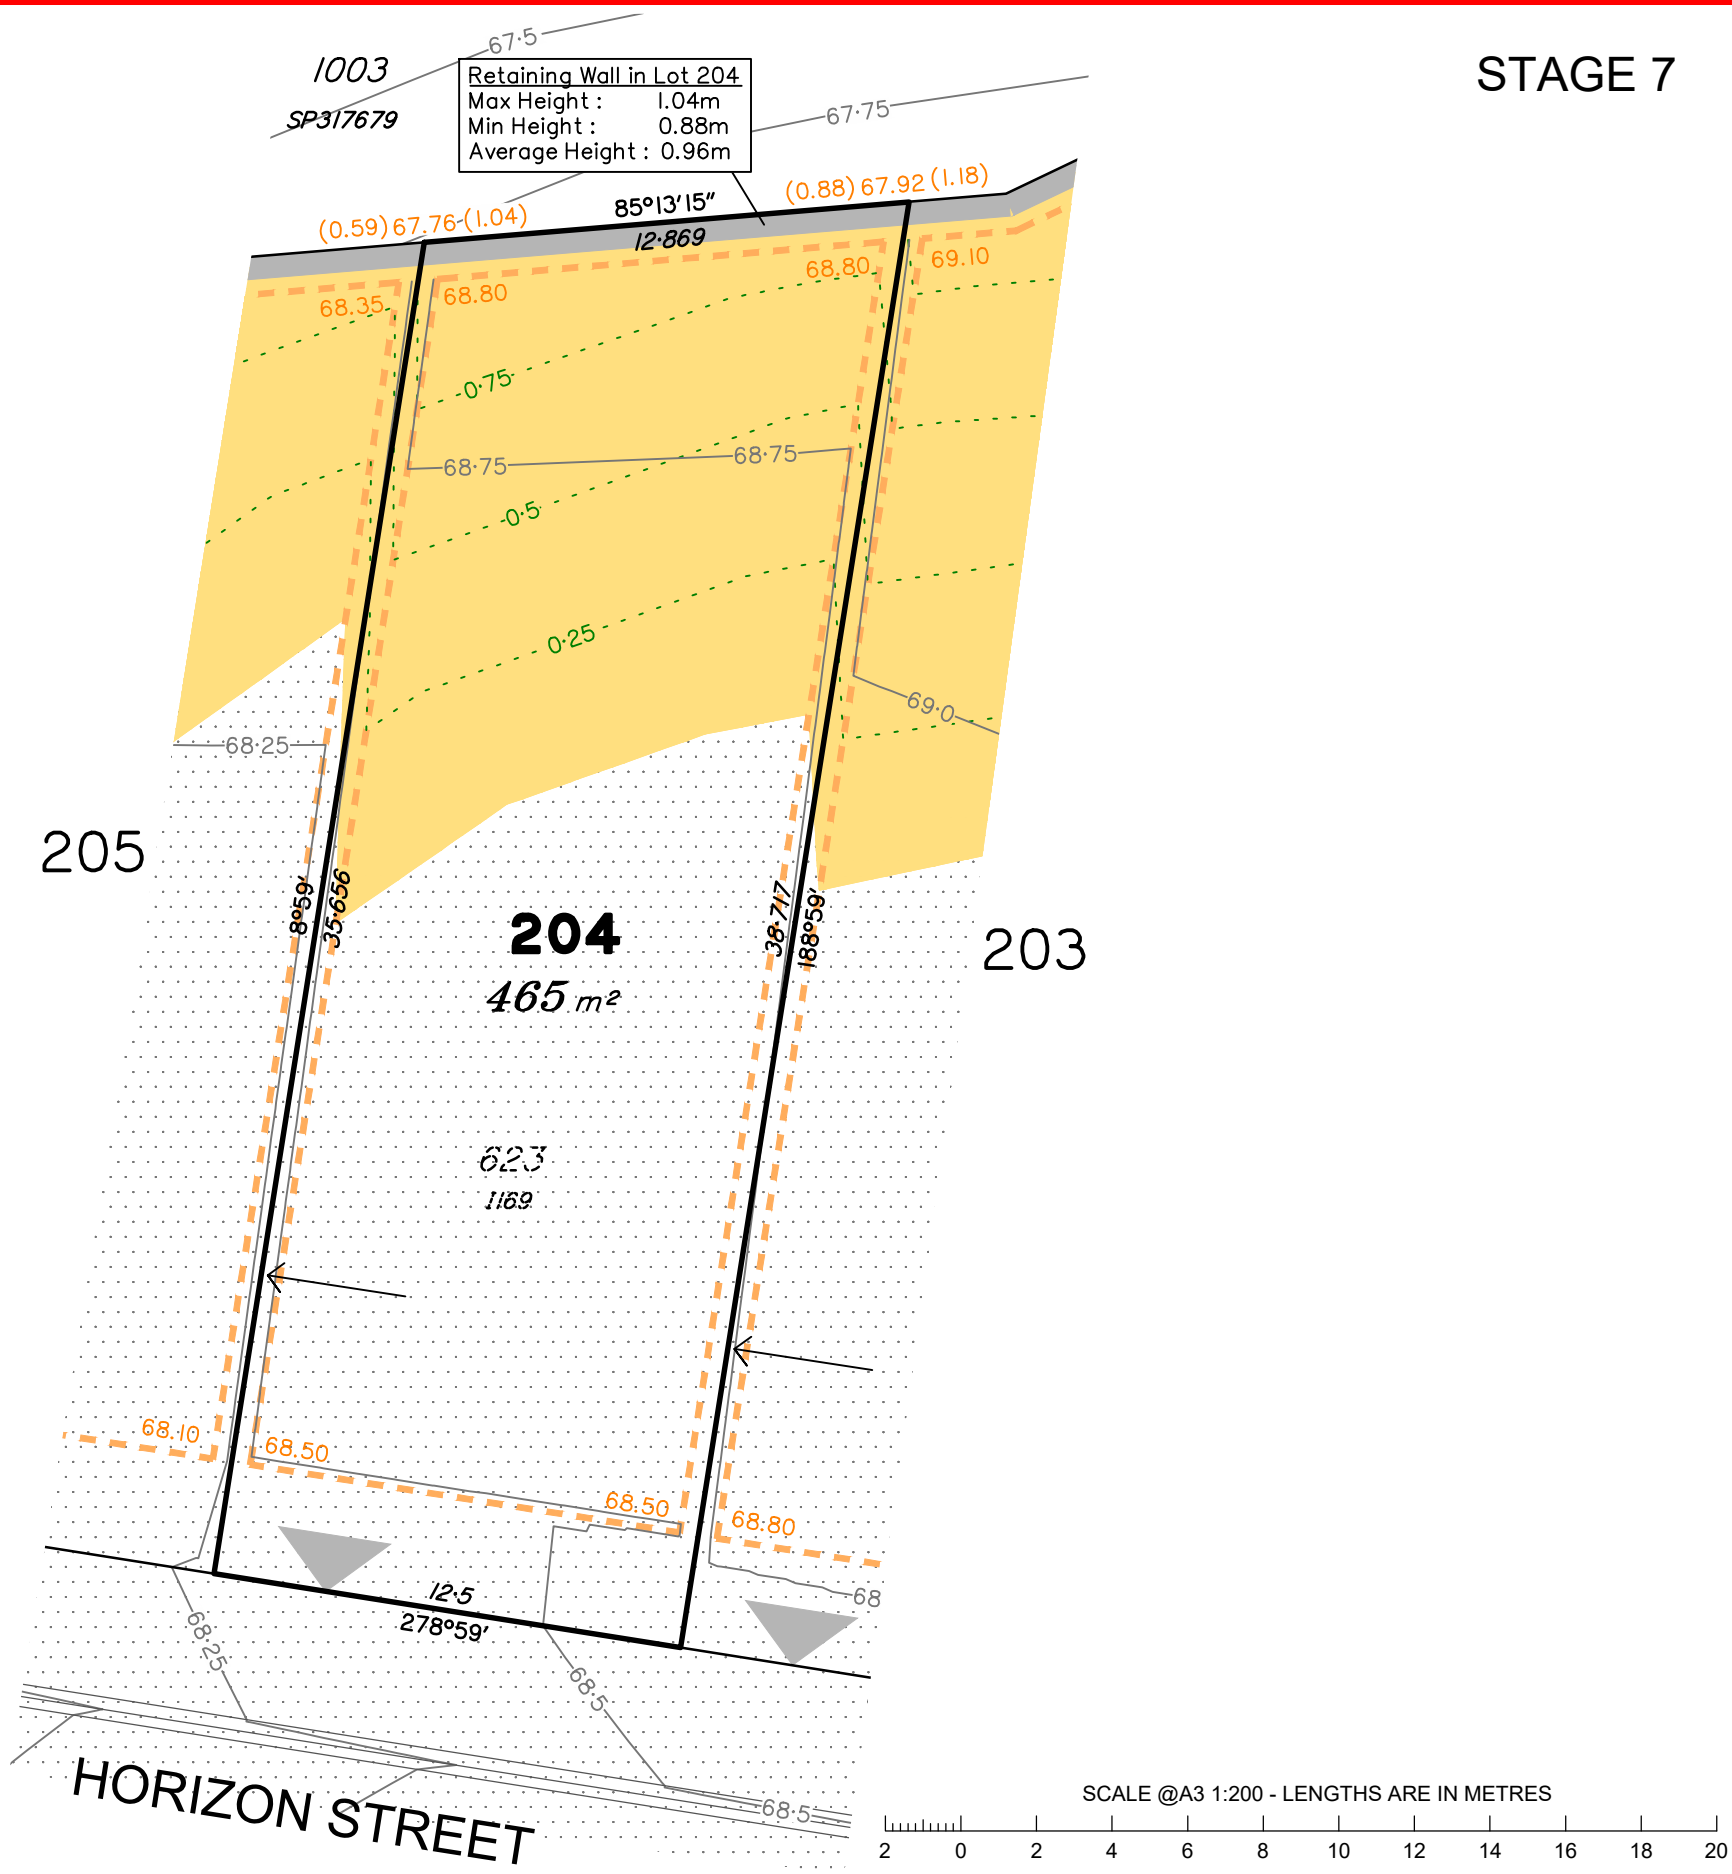 STAGE 7
67·5
1003
SP317679
Retaining Wall in Lot 204
Max Height : 1.04m
Min Height : 0.88m
Average Height : 0.96m
67·75
(0.59) 67.76 (1.04)
85°13'15"
(0.88) 67.92 (1.18)
12·869
68.35
68.80
68.80
69.10
0·75
68·75
68·75
0·5
0·25
69·0
68·25
205
8°59'
35·656
204
465 m²
38·717
188°59'
203
623
1169
68.10
68.50
68.50
68.80
68
12·5
278°59'
68·25
68·5
68·5
HORIZON STREET
SCALE @A3 1:200 - LENGTHS ARE IN METRES
2 0 2 4 6 8 10 12 14 16 18 20